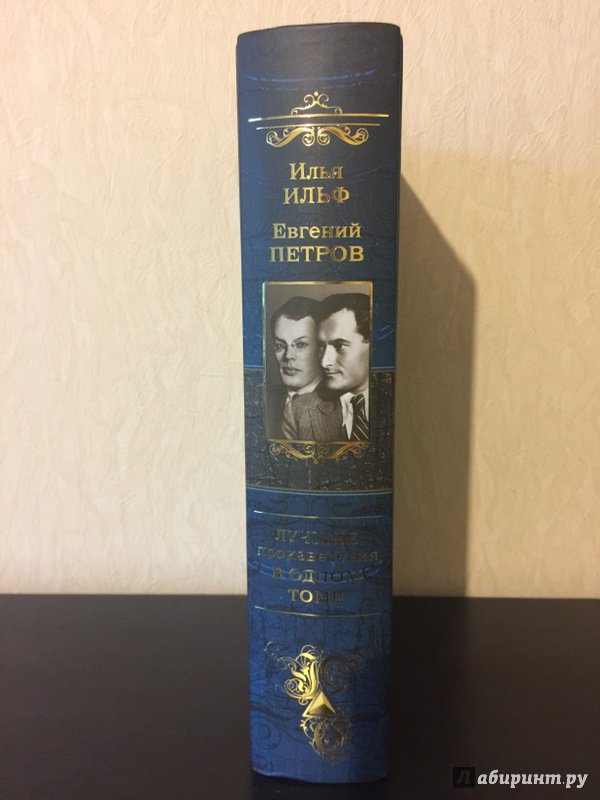 Илья
ИЛЬФ
Евгений
ПЕТРОВ
ЛУЧШИЕ
произведения
В ОДНОМ
ТОМЕ
Лабиринт.ру